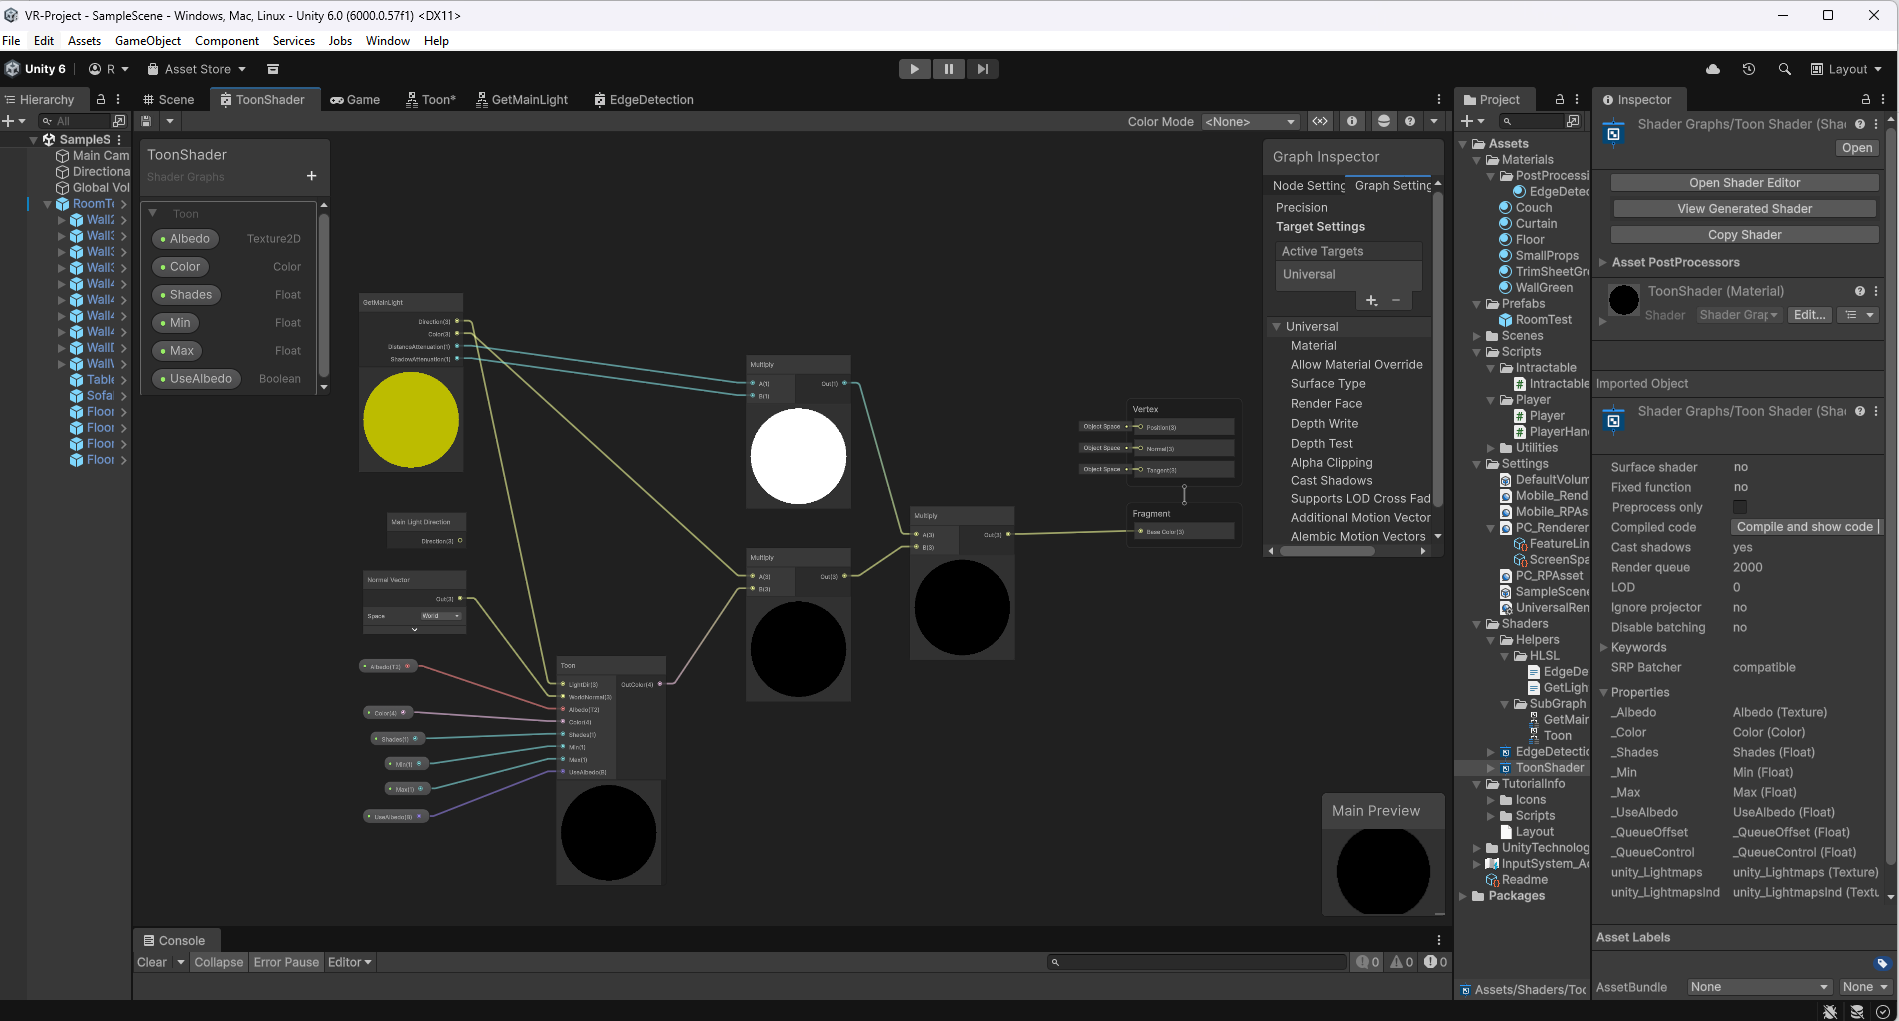 VR-Project - SampleScene - Windows, Mac, Linux - Unity 6.0 (6000.0.57f1) <DX11>
File Edit Assets GameObject Component Services Jobs Window Help
Unity 6 R Asset Store Layout
Hierarchy
All
SampleS
Main Cam
Directiona
Global Vol
RoomTe
Wall2
Wall3
Wall3
Wall3
Wall4
Wall4
Wall4
Wall4
WallD
WallV
Table
Sofa
Floor
Floor
Floor
Floor
Scene ToonShader Game Toon* GetMainLight EdgeDetection
Color Mode <None>
ToonShader
Shader Graphs
Toon
Albedo Texture2D
Color Color
Shades Float
Min Float
Max Float
UseAlbedo Boolean
GetMainLight
Direction(3)
Color(3)
DistanceAttenuation(1)
ShadowAttenuation(1)
Main Light Direction
Direction(3)
Normal Vector
Out(3)
Space World
Albedo(T2)
Color(4)
Shades(1)
Min(1)
Max(1)
UseAlbedo(B)
Toon
LightDir(3) OutColor(4)
WorldNormal(3)
Albedo(T2)
Color(4)
Shades(1)
Min(1)
Max(1)
UseAlbedo(B)
Multiply
A(1) Out(1)
B(1)
Multiply
A(3) Out(3)
B(3)
Multiply
A(3) Out(3)
B(3)
Vertex
Object Space Position(3)
Object Space Normal(3)
Object Space Tangent(3)
Fragment
Base Color(3)
Graph Inspector
Node Setting Graph Setting
Precision
Target Settings
Active Targets
Universal
Universal
Material
Allow Material Override
Surface Type
Render Face
Depth Write
Depth Test
Alpha Clipping
Cast Shadows
Supports LOD Cross Fad
Additional Motion Vector
Alembic Motion Vectors
Main Preview
Console
Clear Collapse Error Pause Editor
0 0 0
Project
Assets
Materials
PostProcessi
EdgeDetec
Couch
Curtain
Floor
SmallProps
TrimSheetGr
WallGreen
Prefabs
RoomTest
Scenes
Scripts
Intractable
Intractable
Player
Player
PlayerHan
Utilities
Settings
DefaultVolum
Mobile_Rend
Mobile_RPAs
PC_Renderer
FeatureLin
ScreenSpa
PC_RPAsset
SampleScene
UniversalRen
Shaders
Helpers
HLSL
EdgeDe
GetLigh
SubGraph
GetMair
Toon
EdgeDetectic
ToonShader
TutorialInfo
Icons
Scripts
Layout
UnityTechnolog
InputSystem_Ac
Readme
Packages
Assets/Shaders/Toc
Inspector
Shader Graphs/Toon Shader (Sha
Open
Open Shader Editor
View Generated Shader
Copy Shader
Asset PostProcessors
ToonShader (Material)
Shader Shader Grap Edit...
Imported Object
Shader Graphs/Toon Shader (Sha
Surface shader no
Fixed function no
Preprocess only
Compiled code Compile and show code
Cast shadows yes
Render queue 2000
LOD 0
Ignore projector no
Disable batching no
Keywords
SRP Batcher compatible
Properties
_Albedo Albedo (Texture)
_Color Color (Color)
_Shades Shades (Float)
_Min Min (Float)
_Max Max (Float)
_UseAlbedo UseAlbedo (Float)
_QueueOffset _QueueOffset (Float)
_QueueControl _QueueControl (Float)
unity_Lightmaps unity_Lightmaps (Texture)
unity_LightmapsInd unity_LightmapsInd (Textu
Asset Labels
AssetBundle None None